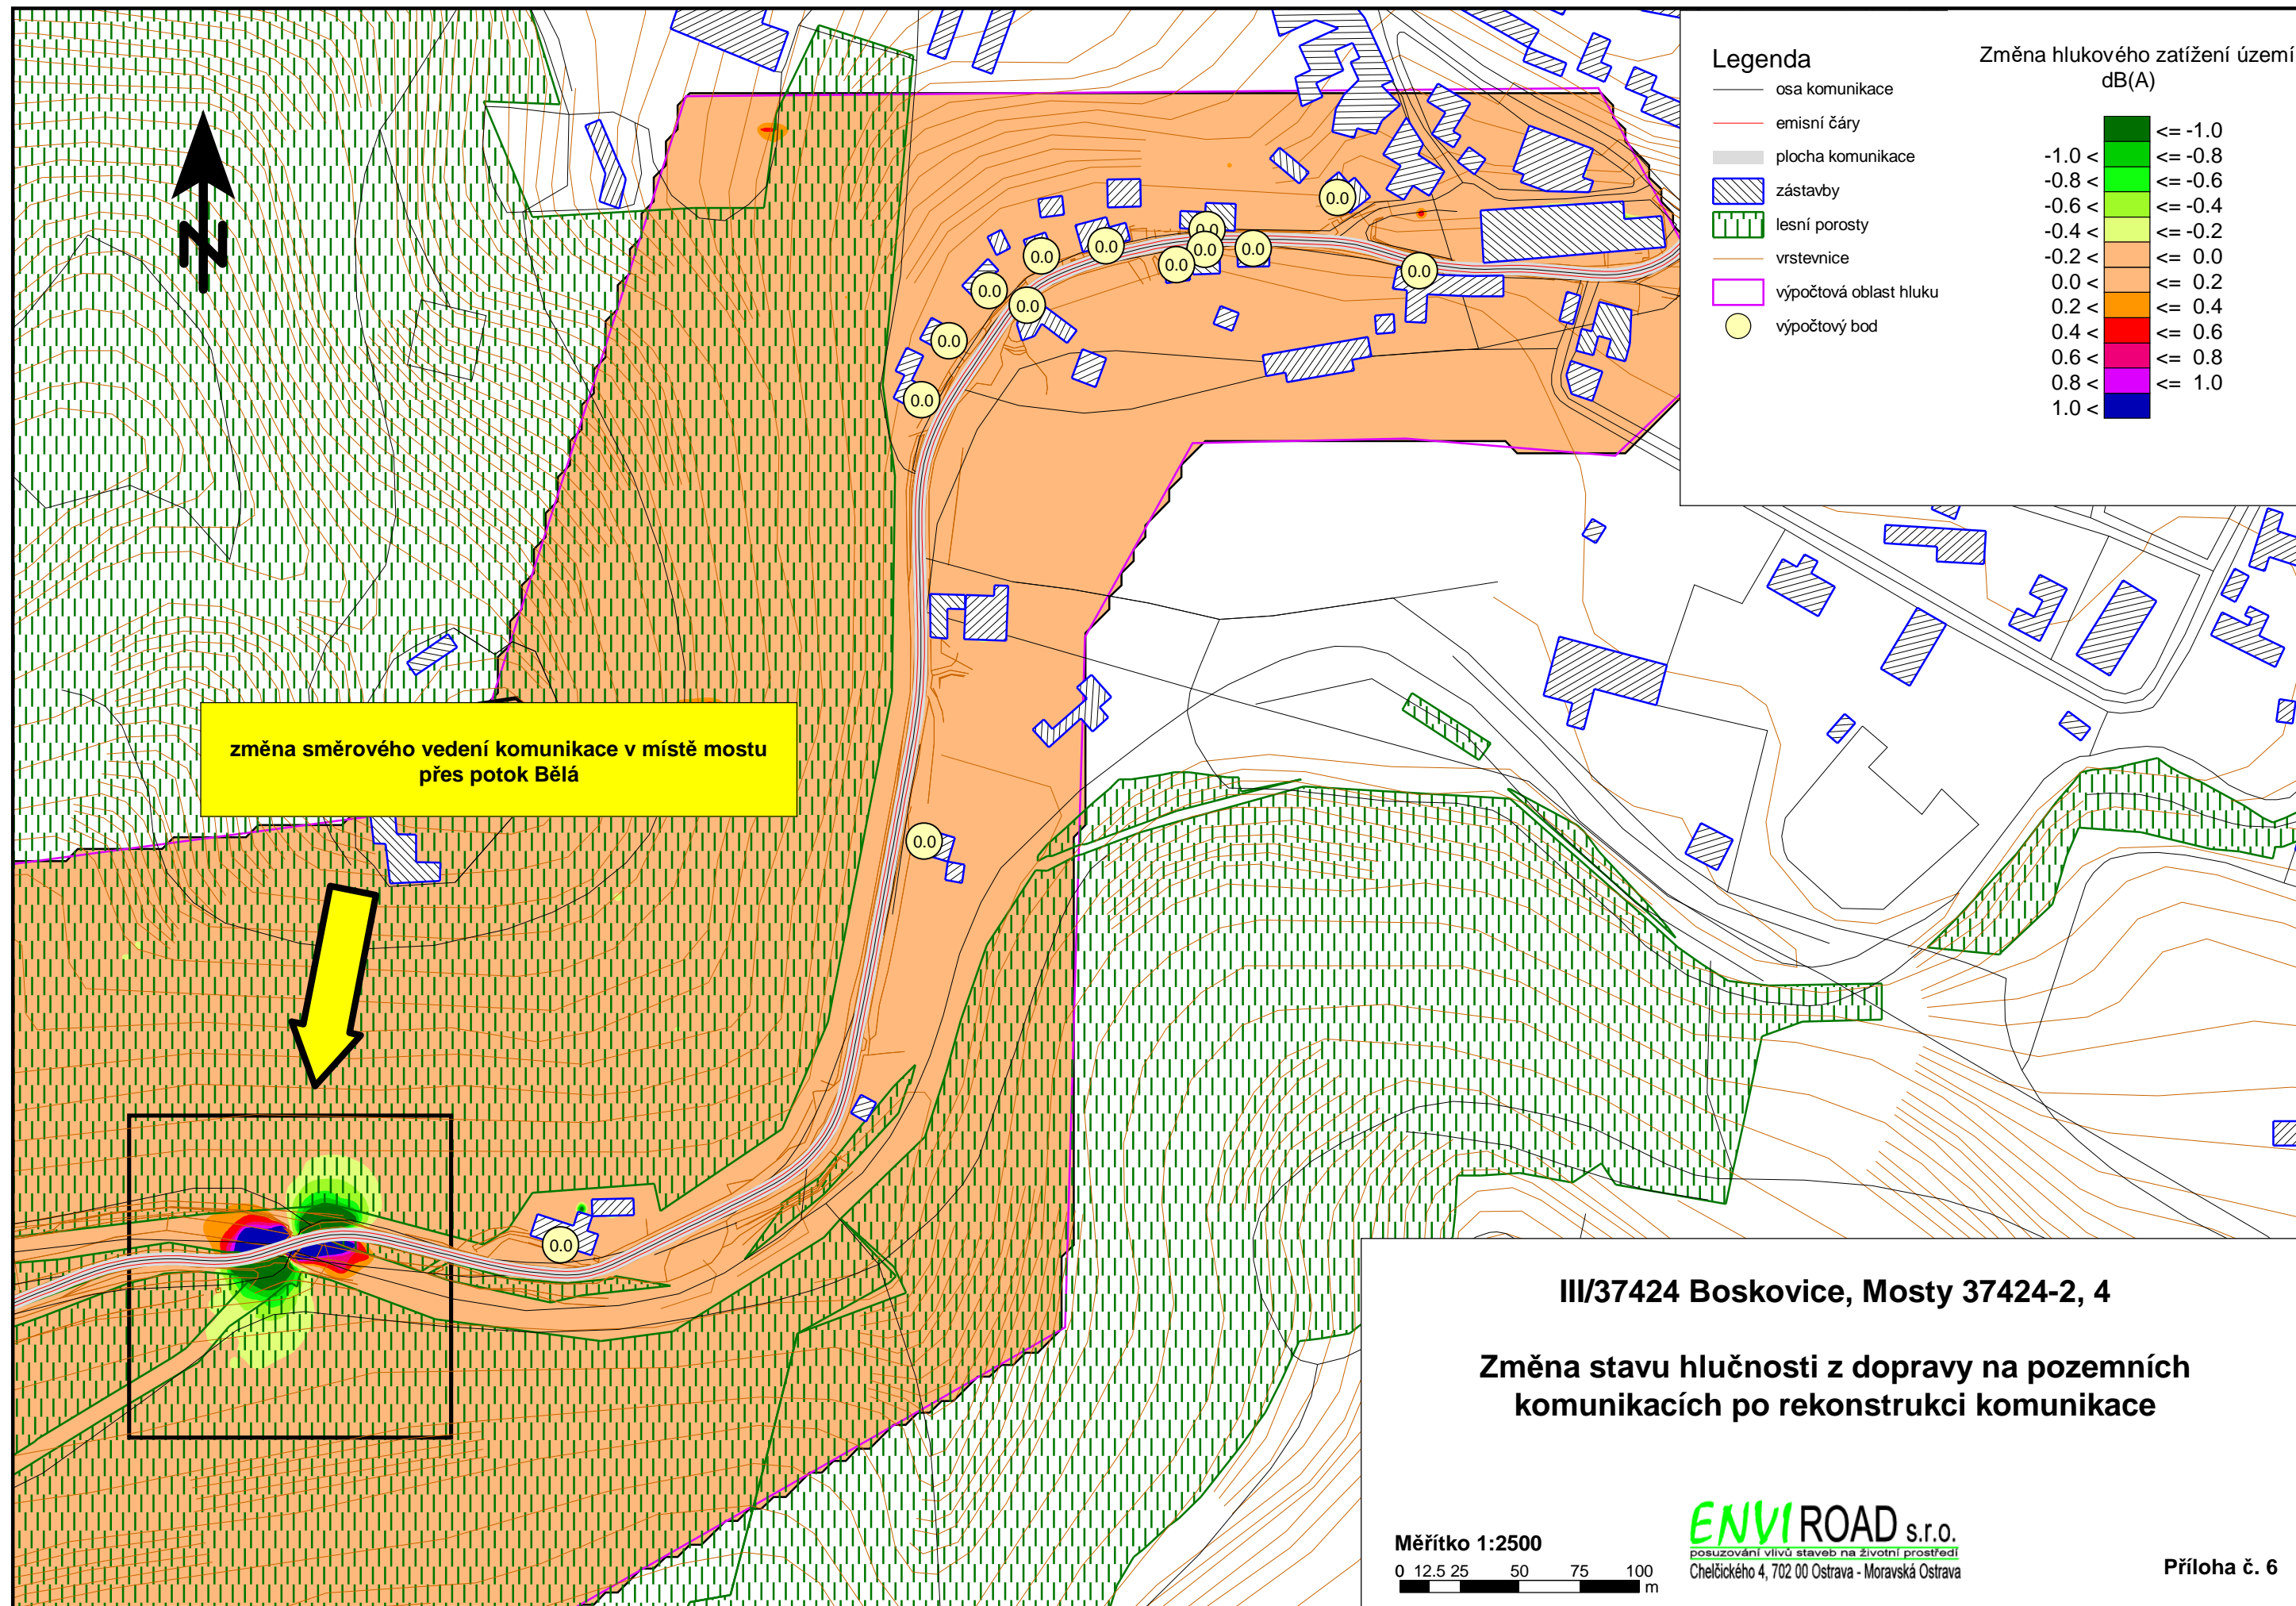 Legenda
osa komunikace
emisní čáry
plocha komunikace
zástavby
lesní porosty
vrstevnice
výpočtová oblast hluku
výpočtový bod
Změna hlukového zatížení území
dB(A)
<= -1.0
-1.0 < <= -0.8
-0.8 < <= -0.6
-0.6 < <= -0.4
-0.4 < <= -0.2
-0.2 < <= 0.0
0.0 < <= 0.2
0.2 < <= 0.4
0.4 < <= 0.6
0.6 < <= 0.8
0.8 < <= 1.0
1.0 <
N
0.0
0.0
0.0
0.0
0.0
0.0
0.0
0.0
0.0
0.0
0.0
0.0
0.0
změna směrového vedení komunikace v místě mostu
přes potok Bělá
0.0
0.0
III/37424 Boskovice, Mosty 37424-2, 4
Změna stavu hlučnosti z dopravy na pozemních
komunikacích po rekonstrukci komunikace
Měřítko 1:2500
0 12.5 25 50 75 100
m
ENVIROAD s.r.o.
posuzování vlivů staveb na životní prostředí
Chelčického 4, 702 00 Ostrava - Moravská Ostrava
Příloha č. 6